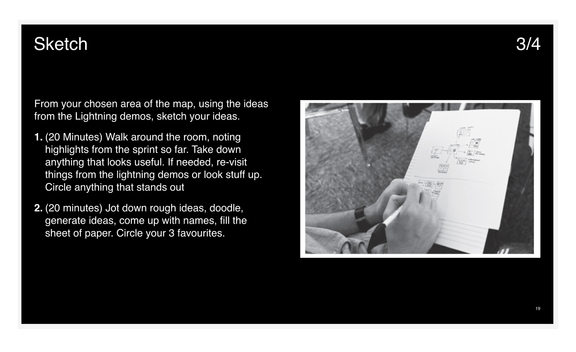 Sketch
3/4
From your chosen area of the map, using the ideas
from the Lightning demos, sketch your ideas.
1. (20 Minutes) Walk around the room, noting
highlights from the sprint so far. Take down
anything that looks useful. If needed, re-visit
things from the lightning demos or look stuff up.
Circle anything that stands out
2. (20 minutes) Jot down rough ideas, doodle,
generate ideas, come up with names, fill the
sheet of paper. Circle your 3 favourites.
19